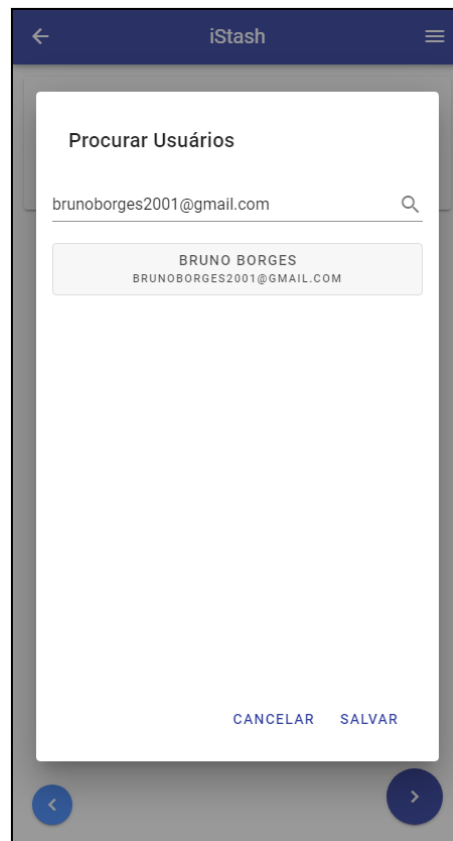 iStash
Procurar Usuários
brunoborges2001@gmail.com
BRUNO BORGES
BRUNOBORGES2001@GMAIL.COM
CANCELAR SALVAR